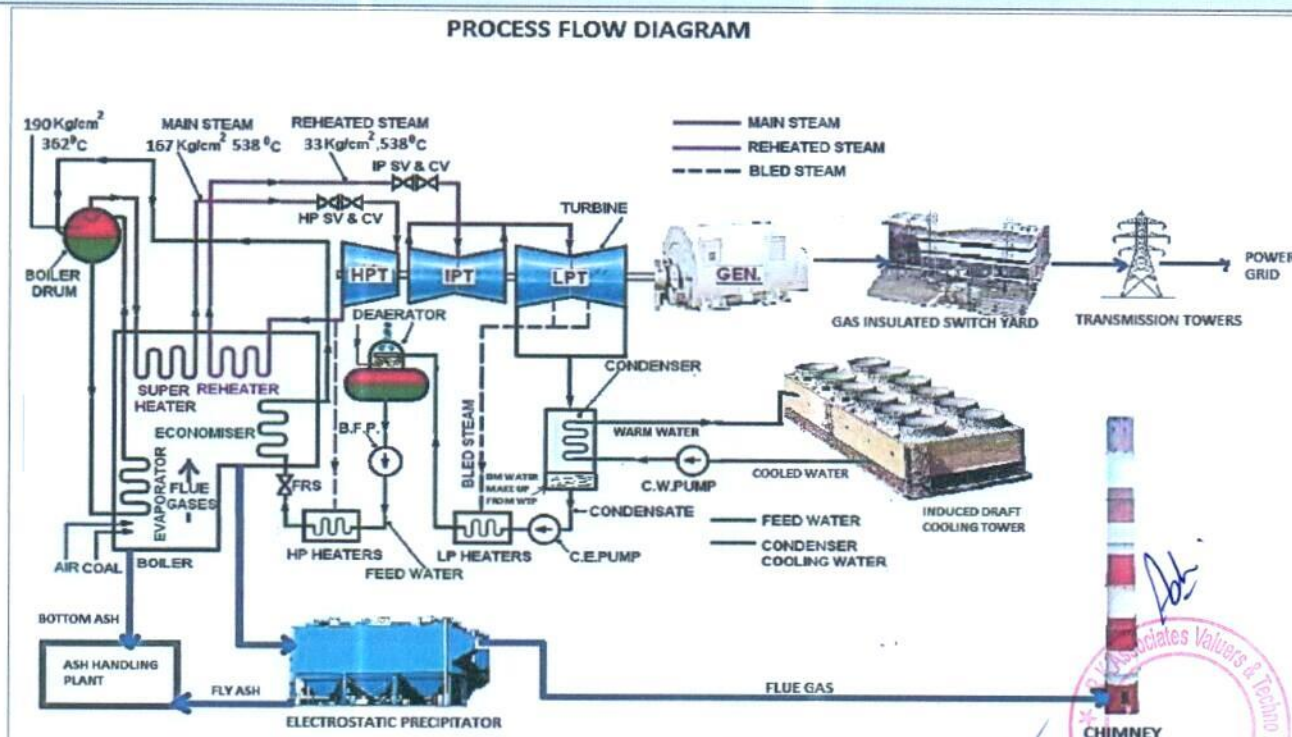 PROCESS FLOW DIAGRAM
190 Kg/cm²
362°C
MAIN STEAM
167 Kg/cm² 538 °C
REHEATED STEAM
33 Kg/cm², 538°C
IP SV & CV
HP SV & CV
MAIN STEAM
REHEATED STEAM
BLED STEAM
TURBINE
BOILER
DRUM
HPT
IPT
LPT
GEN.
POWER
GRID
GAS INSULATED SWITCH YARD
TRANSMISSION TOWERS
DEAERATOR
SUPER
HEATER
REHEATER
CONDENSER
ECONOMISER
B.F.P.
BLED STEAM
WARM WATER
COOLED WATER
C.W.PUMP
EVAPORATOR
FLUE
GASES
FRS
DM WATER
MAKE UP
FROM WTP
CONDENSATE
INDUCED DRAFT
COOLING TOWER
FEED WATER
CONDENSER
COOLING WATER
HP HEATERS
LP HEATERS
C.E.PUMP
FEED WATER
AIR COAL
BOILER
BOTTOM ASH
ASH HANDLING
PLANT
FLY ASH
ELECTROSTATIC PRECIPITATOR
FLUE GAS
CHIMNEY
Associates Valuers & Techno